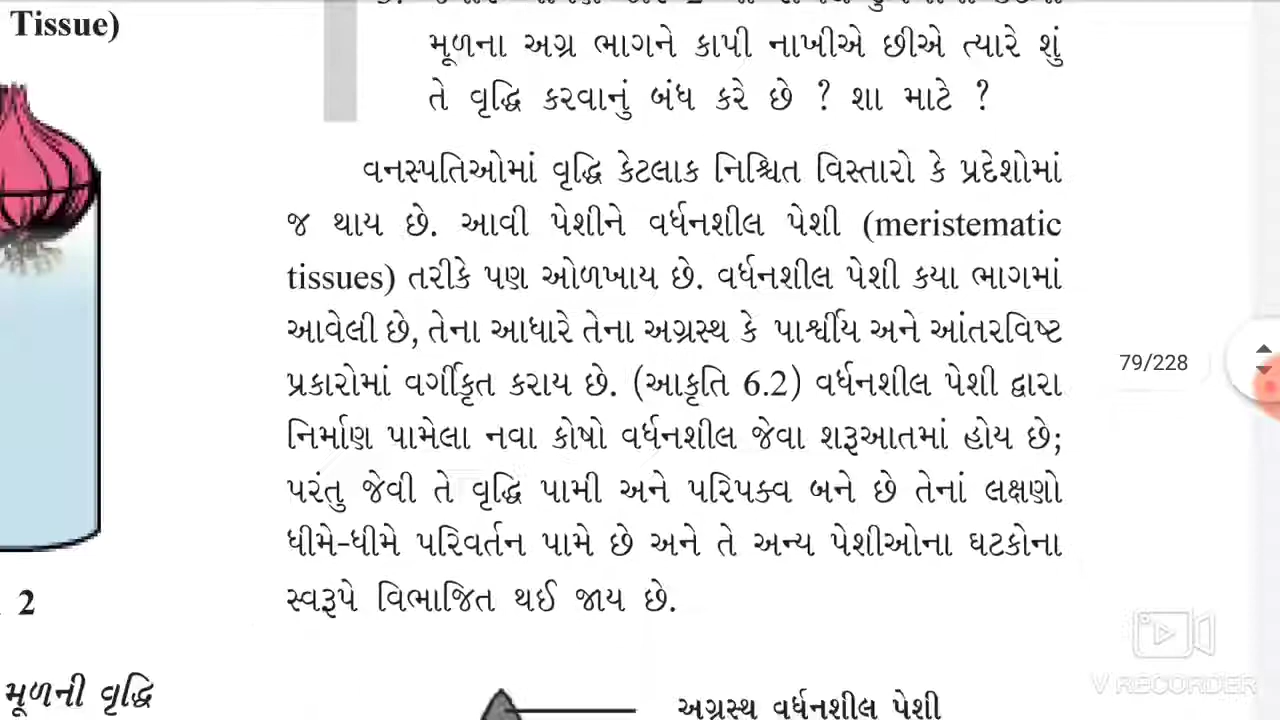 Tissue)
મૂળના અગ્ર ભાગને કાપી નાખીએ છીએ ત્યારે શું
તે વૃદ્ધિ કરવાનું બંધ કરે છે ? શા માટે ?
વનસ્પતિઓમાં વૃદ્ધિ કેટલાક નિશ્ચિત વિસ્તારો કે પ્રદેશોમાં
જ થાય છે. આવી પેશીને વર્ધનશીલ પેશી (meristematic
tissues) તરીકે પણ ઓળખાય છે. વર્ધનશીલ પેશી કયા ભાગમાં
આવેલી છે, તેના આધારે તેના અગ્રસ્થ કે પાર્શ્વીય અને આંતરવિષ્ટ
પ્રકારોમાં વર્ગીકૃત કરાય છે. (આકૃતિ 6.2) વર્ધનશીલ પેશી દ્વારા
નિર્માણ પામેલા નવા કોષો વર્ધનશીલ જેવા શરૂઆતમાં હોય છે;
પરંતુ જેવી તે વૃદ્ધિ પામી અને પરિપક્વ બને છે તેનાં લક્ષણો
ધીમે-ધીમે પરિવર્તન પામે છે અને તે અન્ય પેશીઓના ઘટકોના
સ્વરૂપે વિભાજિત થઈ જાય છે.
79/228
2
મૂળની વૃદ્ધિ
અગ્રસ્થ વર્ધનશીલ પેશી
V RECORDER